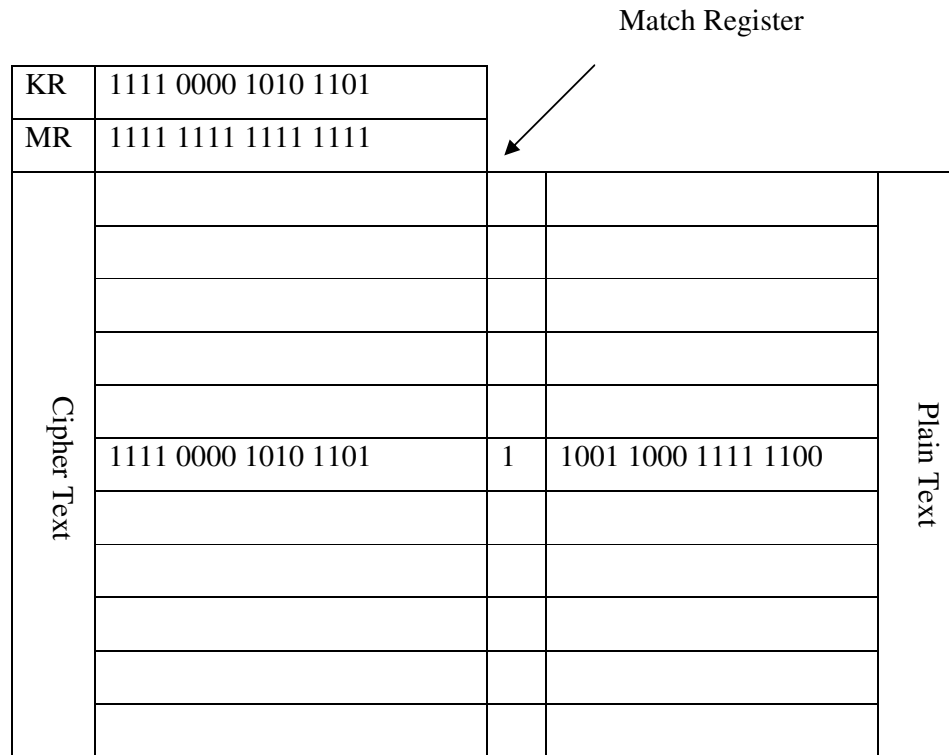 Match Register
KR 1111 0000 1010 1101
MR 1111 1111 1111 1111
Cipher Text
1111 0000 1010 1101 1 1001 1000 1111 1100
Plain Text